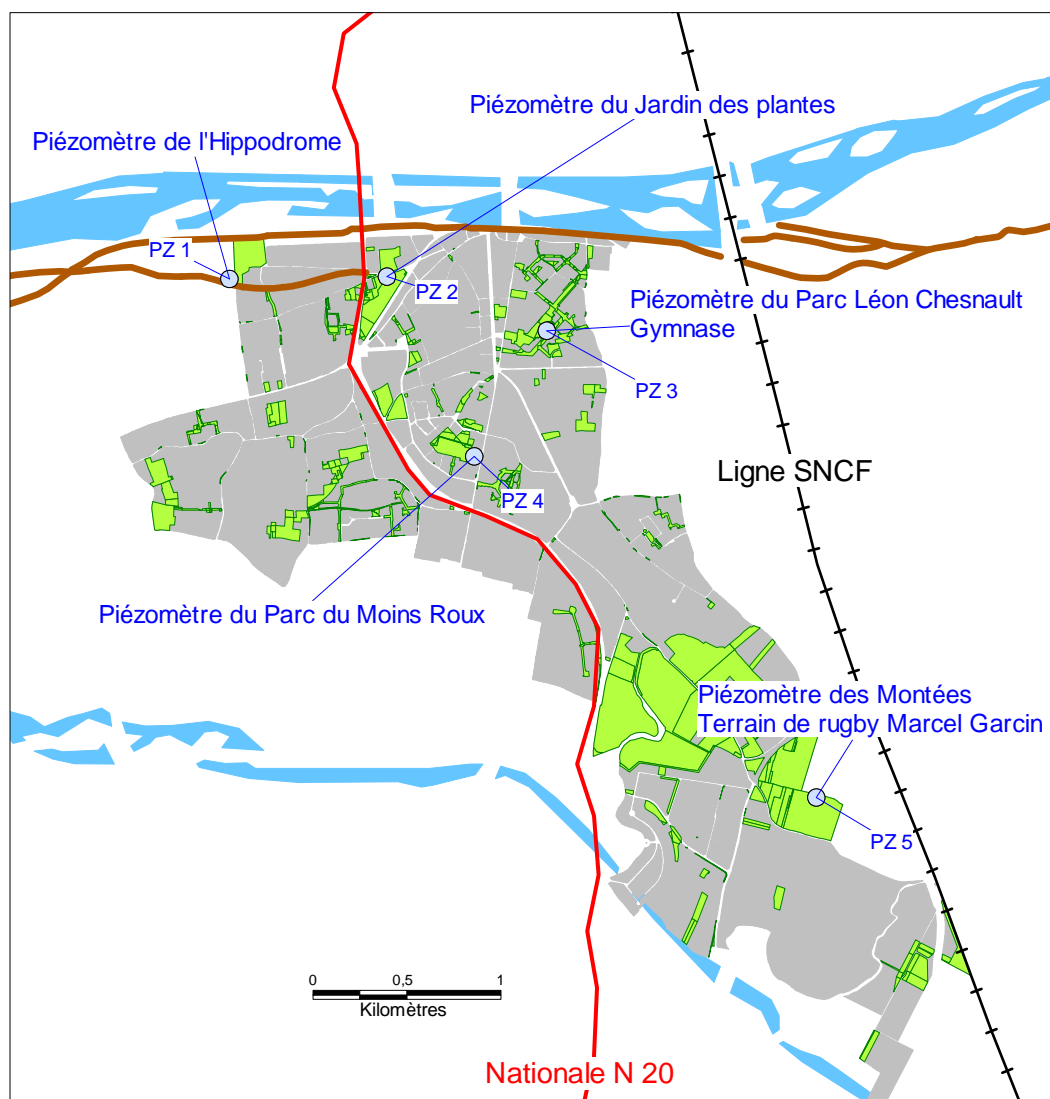 Piézomètre du Jardin des plantes
Piézomètre de l'Hippodrome
PZ 1
PZ 2
Piézomètre du Parc Léon Chesnault
Gymnase
PZ 3
Ligne SNCF
PZ 4
Piézomètre du Parc du Moins Roux
Piézomètre des Montées
Terrain de rugby Marcel Garcin
PZ 5
0 0,5 1
Kilomètres
Nationale N 20